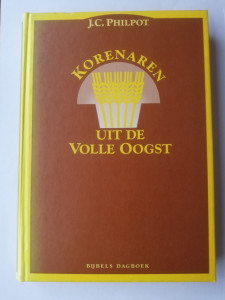 J.C. PHILPOT
KORENAREN
UIT DE
VOLLE OOGST
BIJBELS DAGBOEK